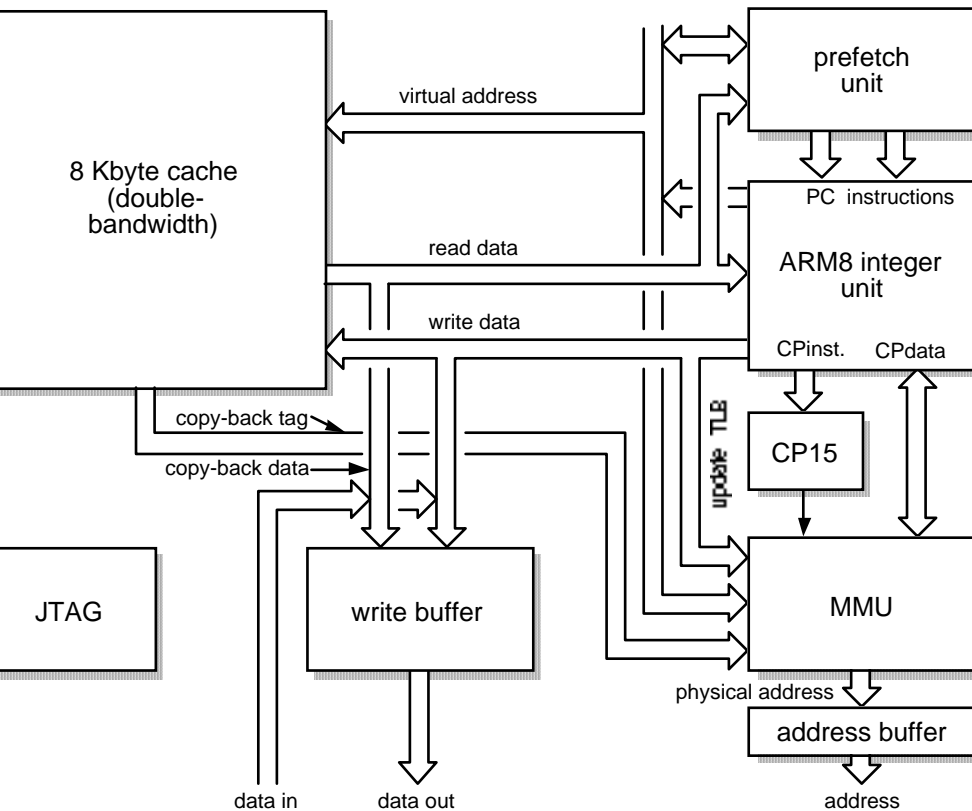 prefetch
unit
virtual address
8 Kbyte cache
(double-
bandwidth)
PC instructions
read data
ARM8 integer
unit
write data
CPinst. CPdata
copy-back tag
update TLB
CP15
copy-back data
JTAG
write buffer
MMU
physical address
address buffer
data in
data out
address